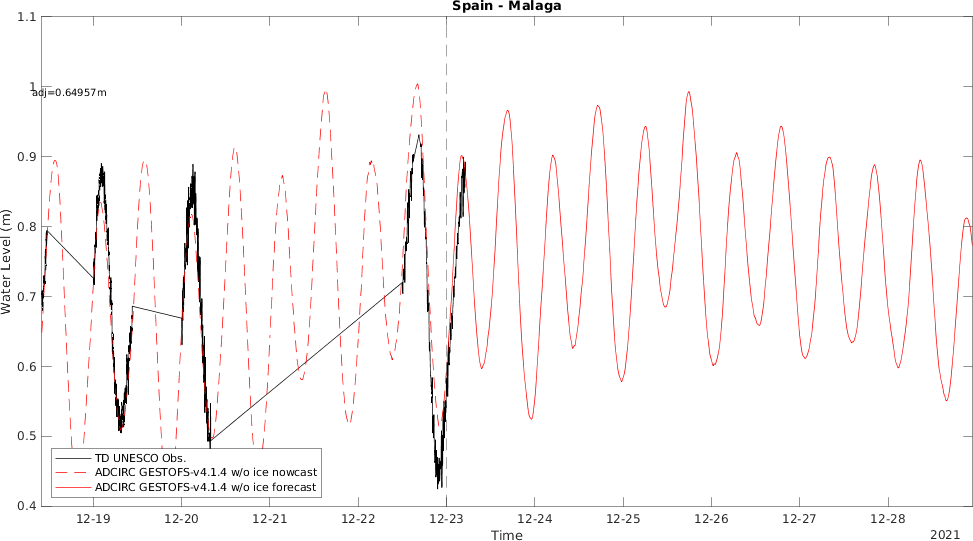 Spain - Malaga
1.1
1
adj=0.64957m
0.9
0.8
0.7
0.6
0.5
0.4
Water Level (m)
TD UNESCO Obs.
ADCIRC GESTOFS-v4.1.4 w/o ice nowcast
ADCIRC GESTOFS-v4.1.4 w/o ice forecast
12-19 12-20 12-21 12-22 12-23 12-24 12-25 12-26 12-27 12-28
Time
2021